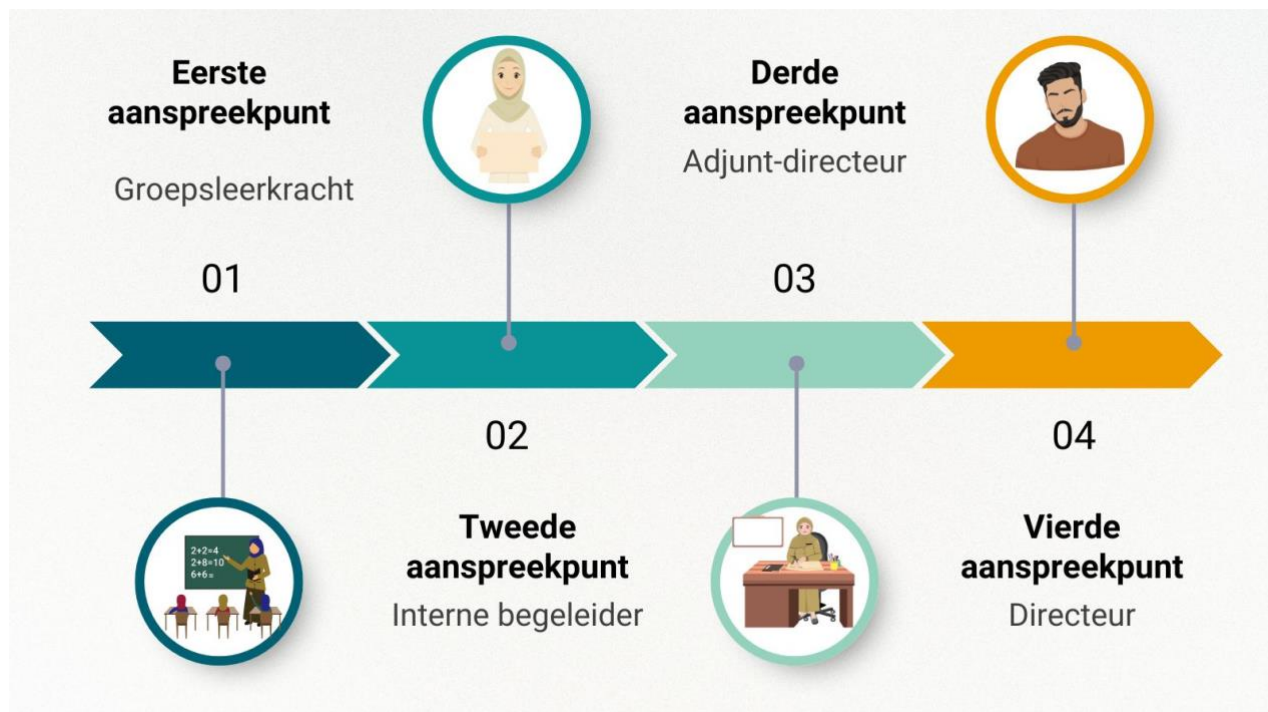 Eerste
aanspreekpunt
Groepsleerkracht
01
2+2=4
2+8=10
6+6=
02
Tweede
aanspreekpunt
Interne begeleider
Derde
aanspreekpunt
Adjunt-directeur
03
04
Vierde
aanspreekpunt
Directeur